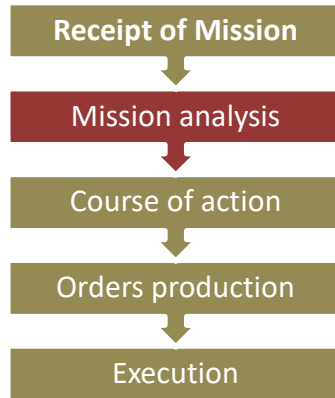 Receipt of Mission
Mission analysis
Course of action
Orders production
Execution